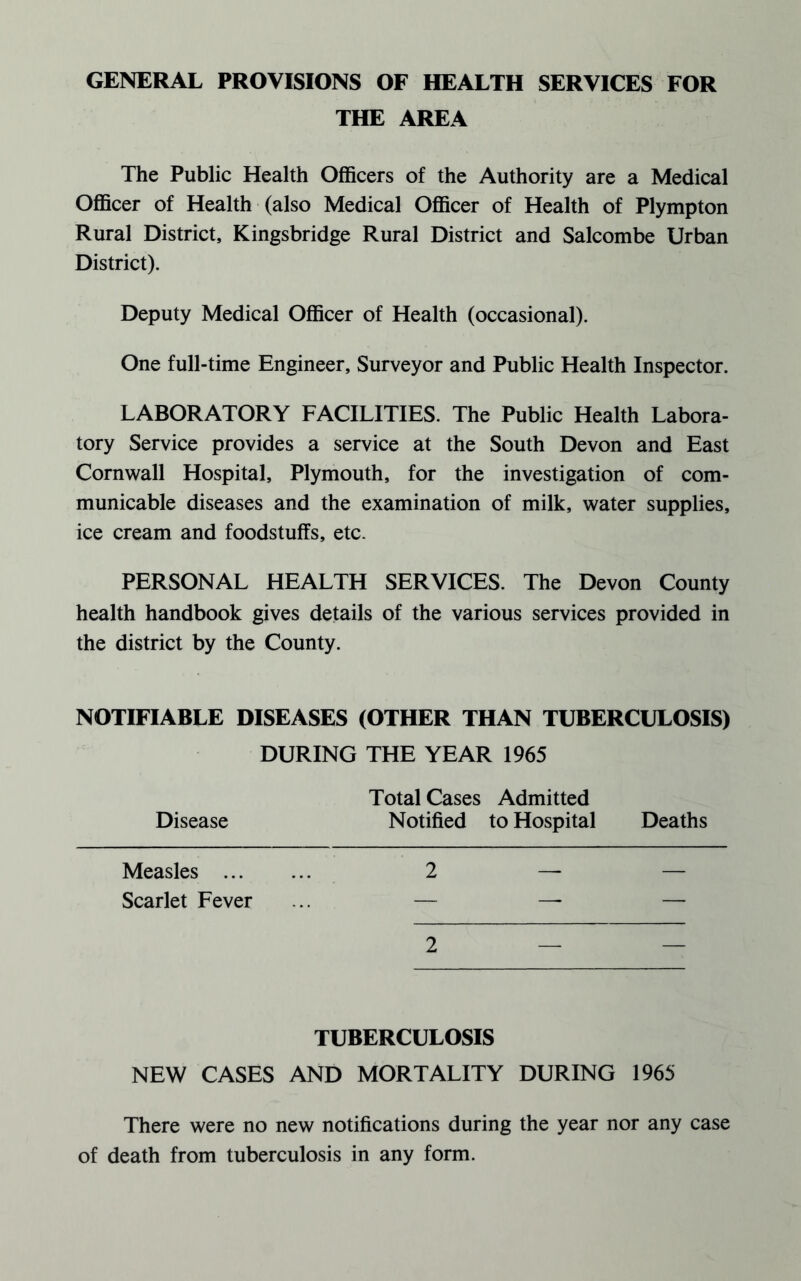 GENERAL PROVISIONS OF HEALTH SERVICES FOR
THE AREA
The Public Health Officers of the Authority are a Medical
Officer of Health (also Medical Officer of Health of Plympton
Rural District, Kingsbridge Rural District and Salcombe Urban
District).
Deputy Medical Officer of Health (occasional).
One full-time Engineer, Surveyor and Public Health Inspector.
LABORATORY FACILITIES. The Public Health Labora-
tory Service provides a service at the South Devon and East
Cornwall Hospital, Plymouth, for the investigation of com-
municable diseases and the examination of milk, water supplies,
ice cream and foodstuffs, etc.
PERSONAL HEALTH SERVICES. The Devon County
health handbook gives details of the various services provided in
the district by the County.
NOTIFIABLE DISEASES (OTHER THAN TUBERCULOSIS)
DURING THE YEAR 1965
Total Cases Admitted
Disease Notified to Hospital Deaths
Measles ... ... 2 — —
Scarlet Fever ... — — —
2 — —
TUBERCULOSIS
NEW CASES AND MORTALITY DURING 1965
There were no new notifications during the year nor any case
of death from tuberculosis in any form.